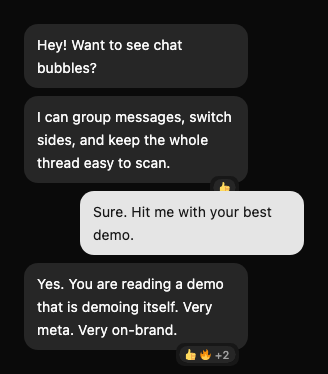 Hey! Want to see chat
bubbles?
I can group messages, switch
sides, and keep the whole
thread easy to scan.
👍
Sure. Hit me with your best
demo.
Yes. You are reading a demo
that is demoing itself. Very
meta. Very on-brand.
👍🔥 +2